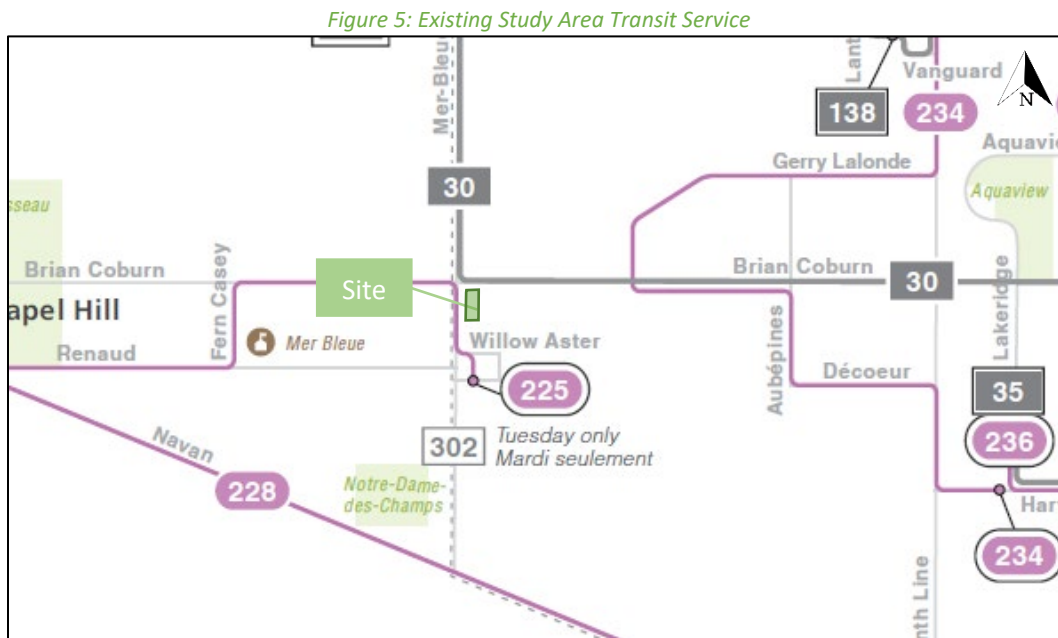 Figure 5: Existing Study Area Transit Service
Mer-Bleu
Lant
Vanguard
N
138
234
Aquavie
Gerry Lalonde
30
Aquaview
sseau
Fern Casey
Brian Coburn
Site
Brian Coburn
30
apel Hill
Mer Bleue
Willow Aster
Lakeridge
Renaud
Aubépines
Décoeur
225
35
302
Tuesday only
Mardi seulement
236
Navan
228
Notre-Dame-
des-Champs
Har
234
nth Line